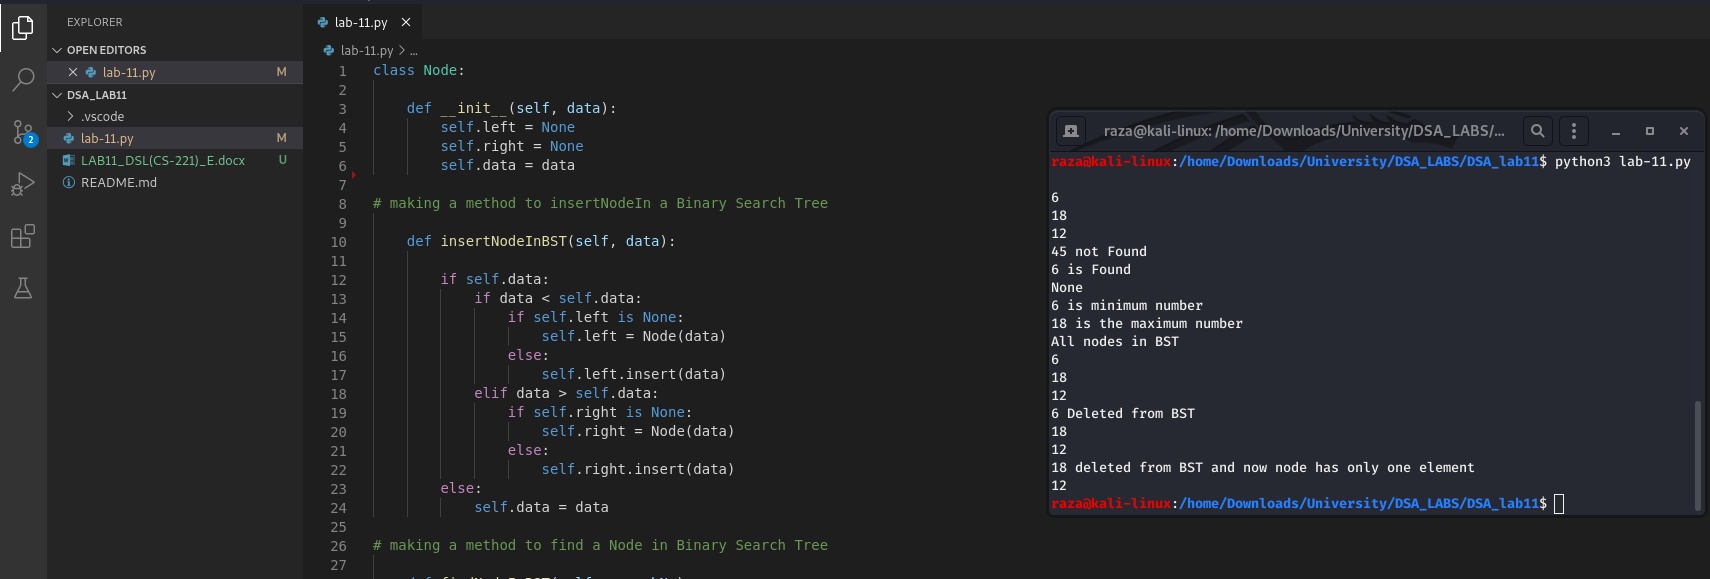 EXPLORER
OPEN EDITORS
lab-11.py M
DSA_LAB11
.vscode
lab-11.py M
LAB11_DSL(CS-221)_E.docx U
README.md
2
lab-11.py
lab-11.py > ...
1 class Node:
2
3 def __init__(self, data):
4 self.left = None
5 self.right = None
6 self.data = data
7
8 # making a method to insertNodeIn a Binary Search Tree
9
10 def insertNodeInBST(self, data):
11
12 if self.data:
13 if data < self.data:
14 if self.left is None:
15 self.left = Node(data)
16 else:
17 self.left.insert(data)
18 elif data > self.data:
19 if self.right is None:
20 self.right = Node(data)
21 else:
22 self.right.insert(data)
23 else:
24 self.data = data
25
26 # making a method to find a Node in Binary Search Tree
27
raza@kali-linux: /home/Downloads/University/DSA_LABS/...
raza@kali-linux:/home/Downloads/University/DSA_LABS/DSA_lab11$ python3 lab-11.py
6
18
12
45 not Found
6 is Found
None
6 is minimum number
18 is the maximum number
All nodes in BST
6
18
12
6 Deleted from BST
18
12
18 deleted from BST and now node has only one element
12
raza@kali-linux:/home/Downloads/University/DSA_LABS/DSA_lab11$